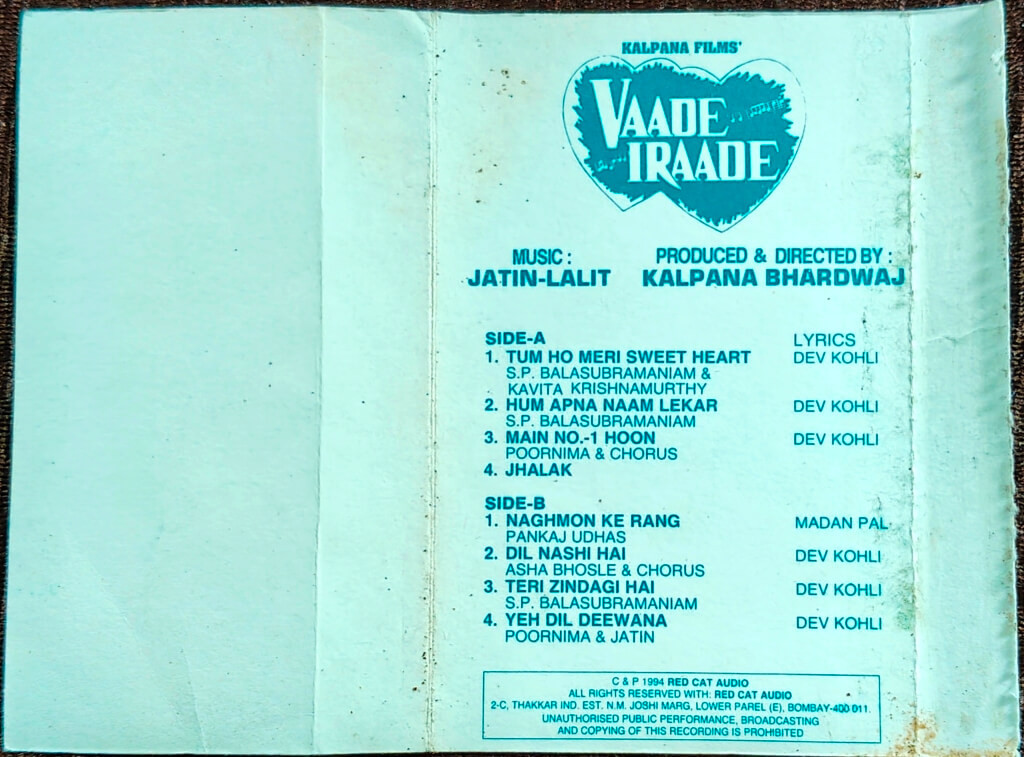 KALPANA FILMS'
VAADE
IRAADE
MUSIC : PRODUCED & DIRECTED BY :
JATIN-LALIT KALPANA BHARDWAJ
SIDE-A LYRICS
1. TUM HO MERI SWEET HEART DEV KOHLI
S.P. BALASUBRAMANIAM &
KAVITA KRISHNAMURTHY
2. HUM APNA NAAM LEKAR DEV KOHLI
S.P. BALASUBRAMANIAM
3. MAIN NO.-1 HOON DEV KOHLI
POORNIMA & CHORUS
4. JHALAK
SIDE-B
1. NAGHMON KE RANG MADAN PAL
PANKAJ UDHAS
2. DIL NASHI HAI DEV KOHLI
ASHA BHOSLE & CHORUS
3. TERI ZINDAGI HAI DEV KOHLI
S.P. BALASUBRAMANIAM
4. YEH DIL DEEWANA DEV KOHLI
POORNIMA & JATIN
C & P 1994 RED CAT AUDIO
ALL RIGHTS RESERVED WITH: RED CAT AUDIO
2-C, THAKKAR IND. EST. N.M. JOSHI MARG, LOWER PAREL (E), BOMBAY-400 011.
UNAUTHORISED PUBLIC PERFORMANCE, BROADCASTING
AND COPYING OF THIS RECORDING IS PROHIBITED